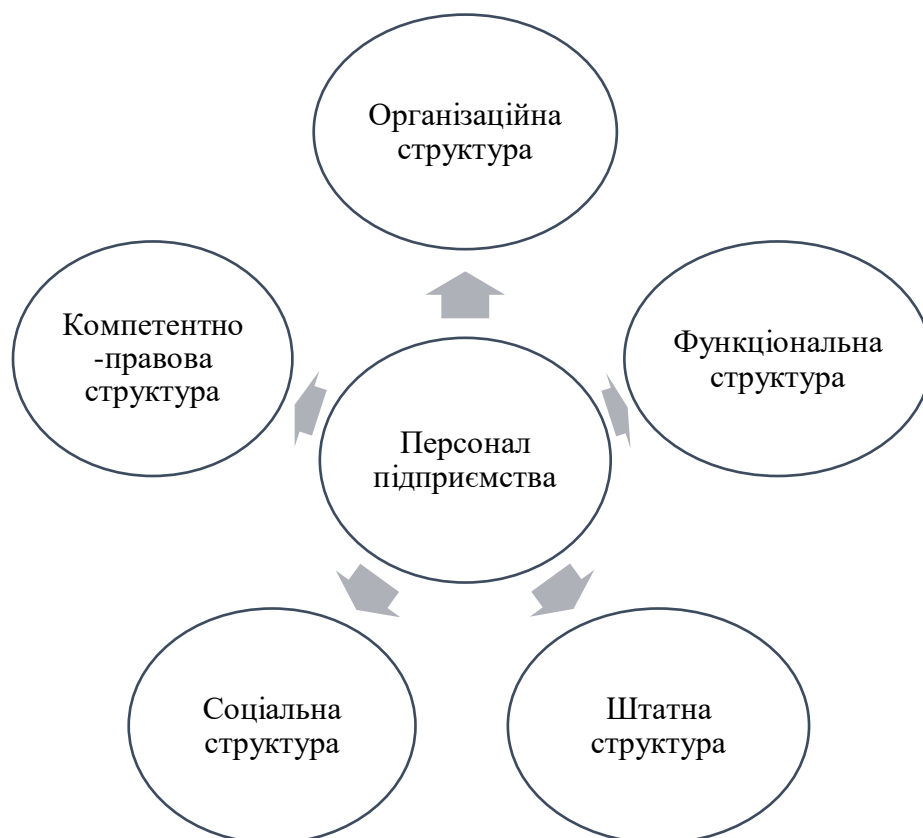 Організаційна
структура
Компетентно
-правова
структура
Функціональна
структура
Персонал
підприємства
Соціальна
структура
Штатна
структура